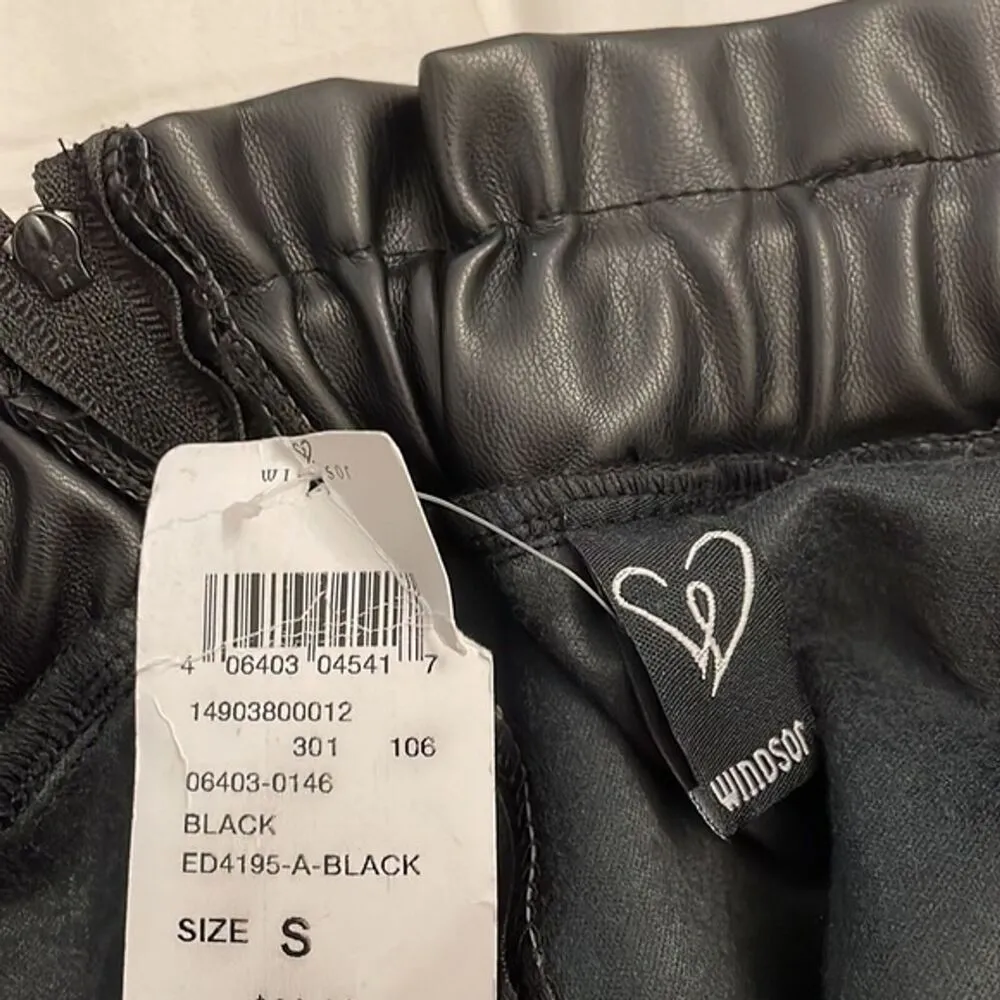 4 06403 04541 7
14903800012
301 106
06403-0146
BLACK
ED4195-A-BLACK
SIZE S
WINDSOR